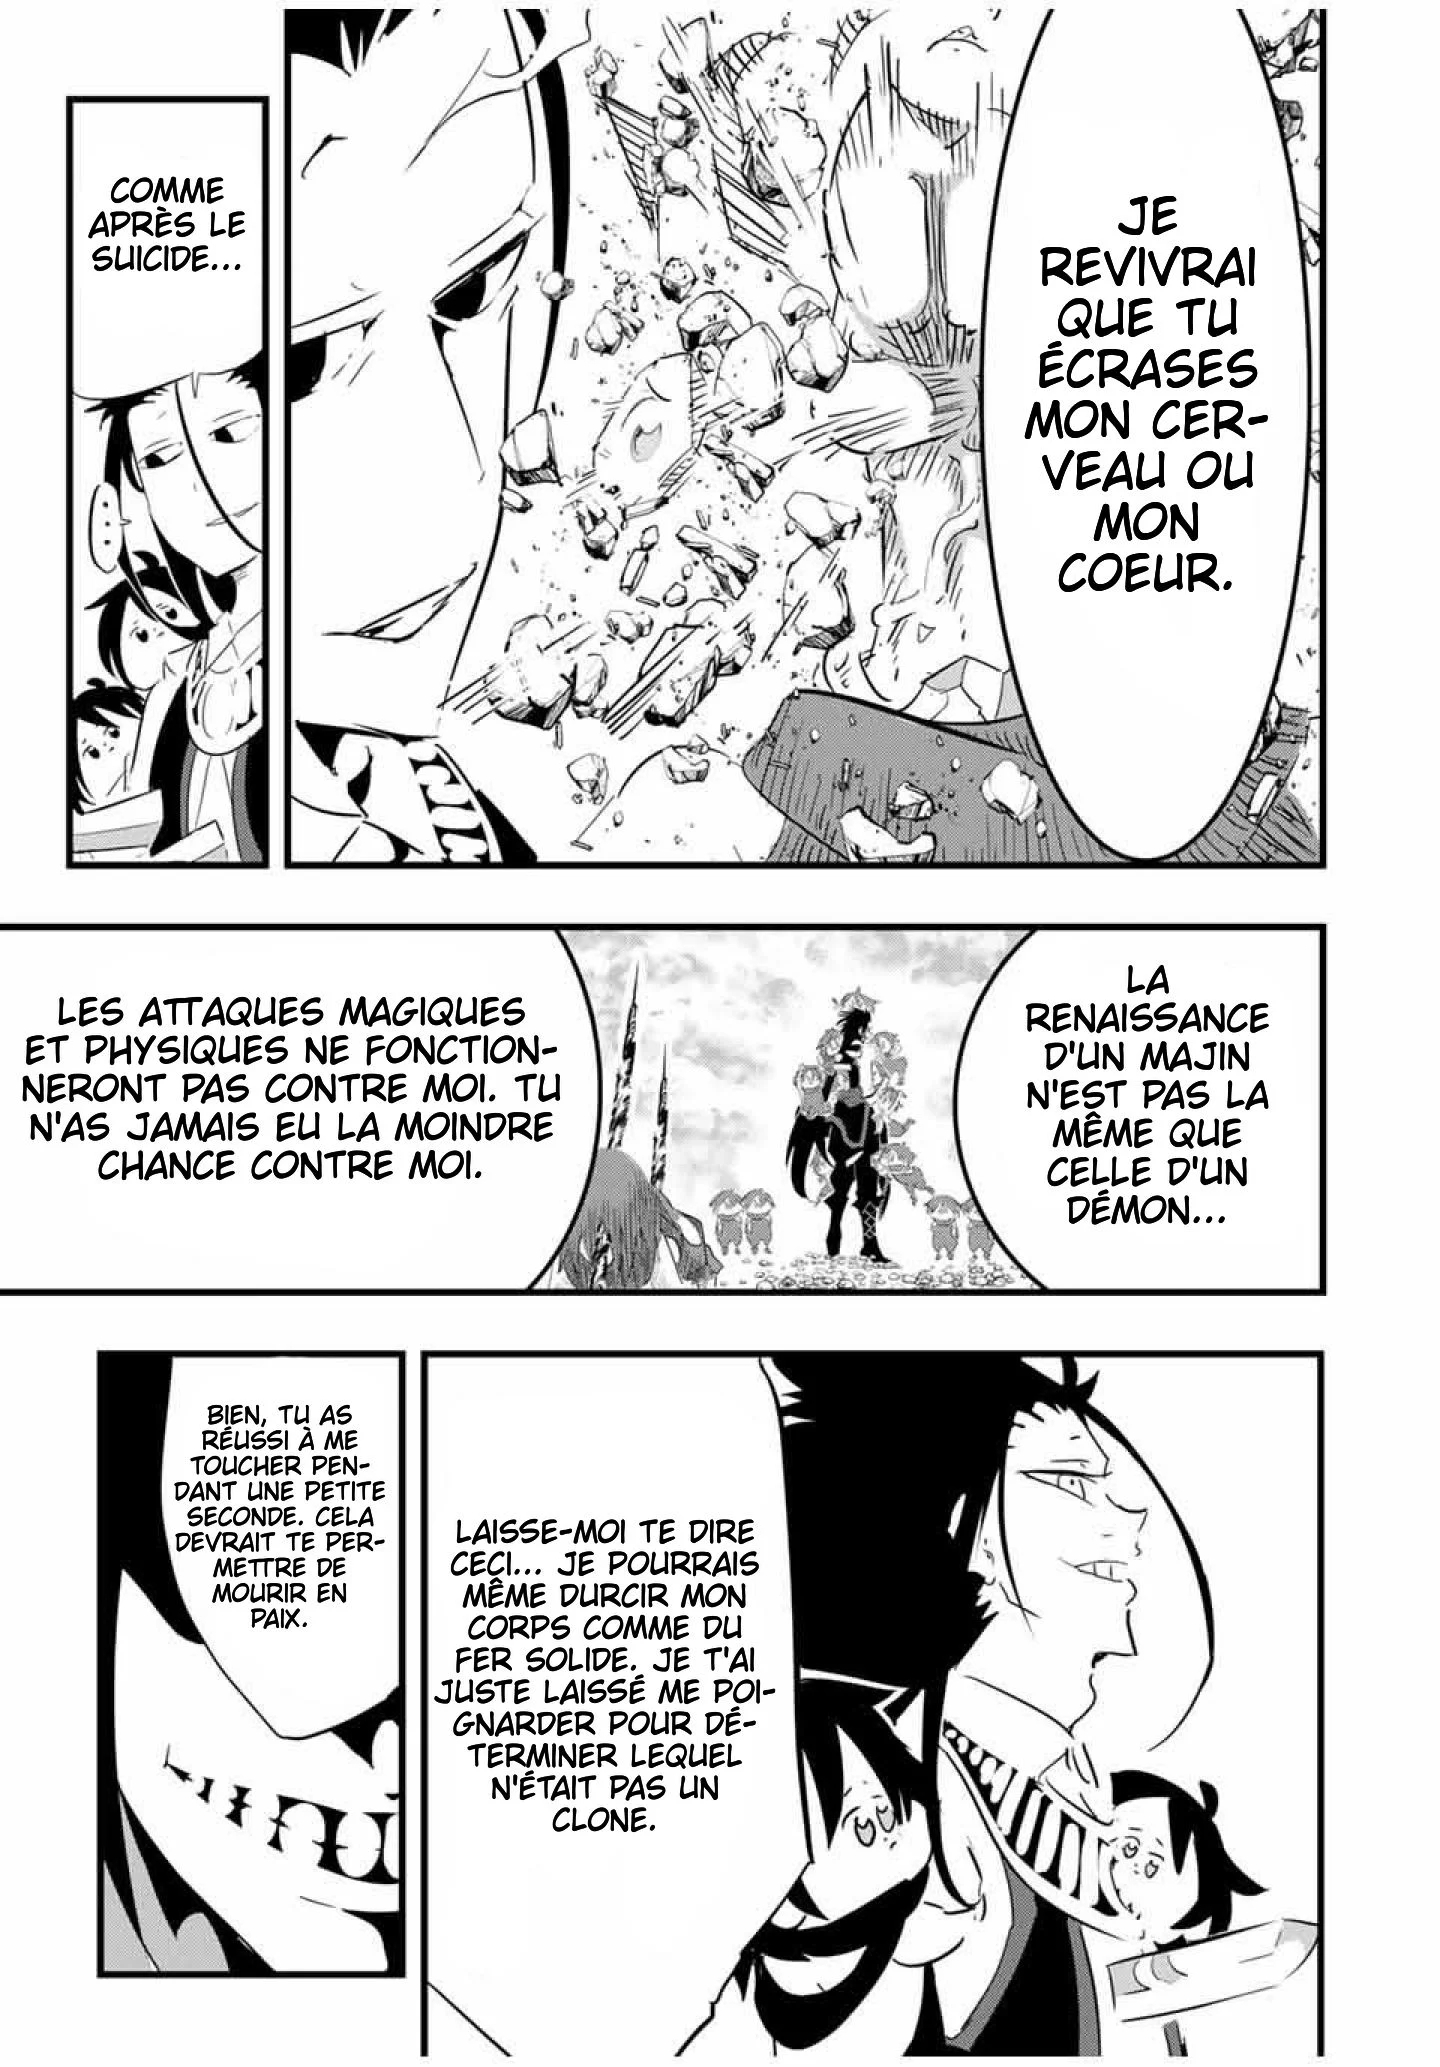 JE
REVIVRAI
QUE TU
ÉCRASES
MON CER-
VEAU OU
MON
COEUR.
COMME
APRÈS LE
SUICIDE...
...
LA
RENAISSANCE
D'UN MAJIN
N'EST PAS LA
MÊME QUE
CELLE D'UN
DÉMON...
LES ATTAQUES MAGIQUES
ET PHYSIQUES NE FONCTION-
NERONT PAS CONTRE MOI. TU
N'AS JAMAIS EU LA MOINDRE
CHANCE CONTRE MOI.
LAISSE-MOI TE DIRE
CECI... JE POURRAIS
MÊME DURCIR MON
CORPS COMME DU
FER SOLIDE. JE T'AI
JUSTE LAISSÉ ME POI-
GNARDER POUR DÉ-
TERMINER LEQUEL
N'ÉTAIT PAS UN
CLONE.
BIEN, TU AS
RÉUSSI À ME
TOUCHER PEN-
DANT UNE PETITE
SECONDE. CELA
DEVRAIT TE PER-
METTRE DE
MOURIR EN
PAIX.